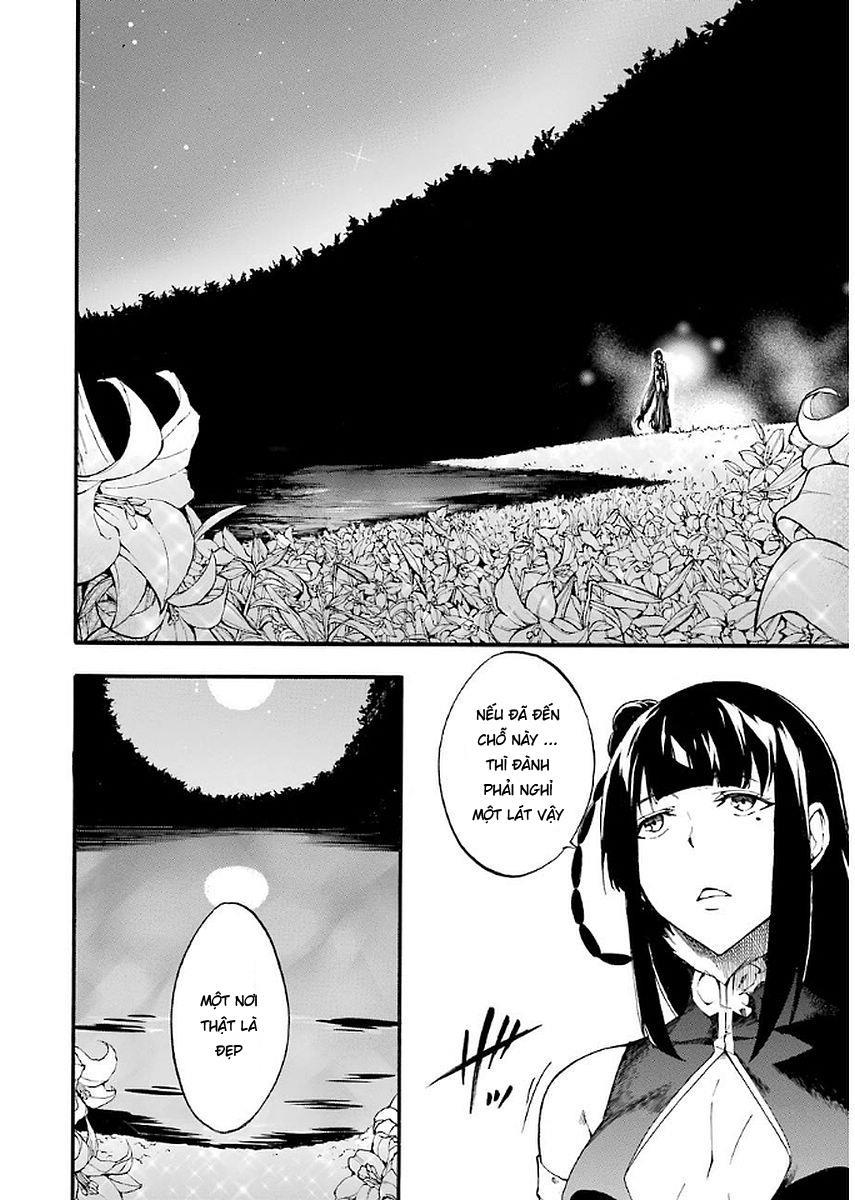 NẾU ĐÃ ĐẾN
CHỖ NÀY ...
THÌ ĐÀNH
PHẢI NGHỈ
MỘT LÁT VẬY
MỘT NƠI
THẬT LÀ
ĐẸP